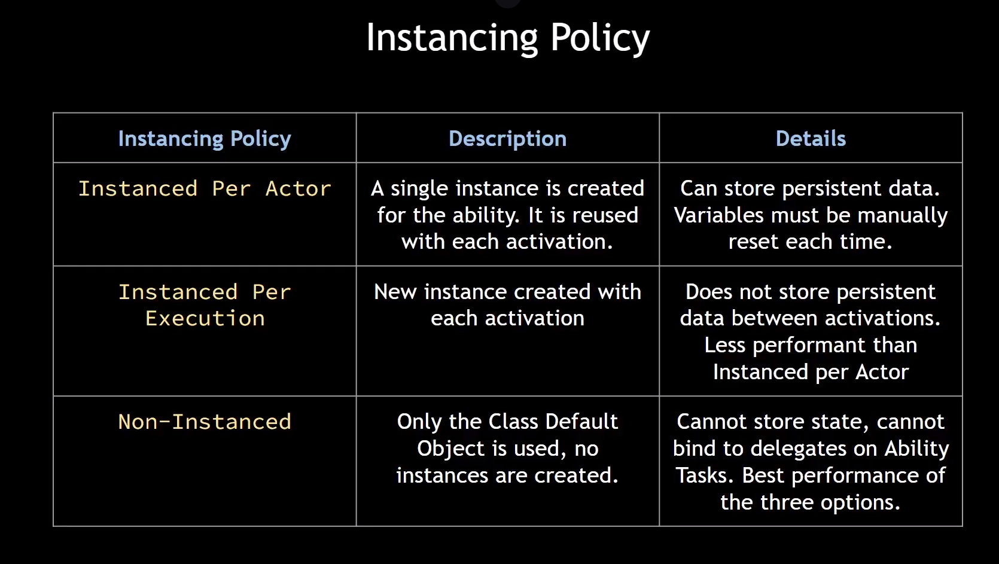 Instancing Policy
Instancing Policy
Description
Details
Instanced Per Actor
A single instance is created
for the ability. It is reused
with each activation.
Can store persistent data.
Variables must be manually
reset each time.
Instanced Per
Execution
New instance created with
each activation
Does not store persistent
data between activations.
Less performant than
Instanced per Actor
Non-Instanced
Only the Class Default
Object is used, no
instances are created.
Cannot store state, cannot
bind to delegates on Ability
Tasks. Best performance of
the three options.